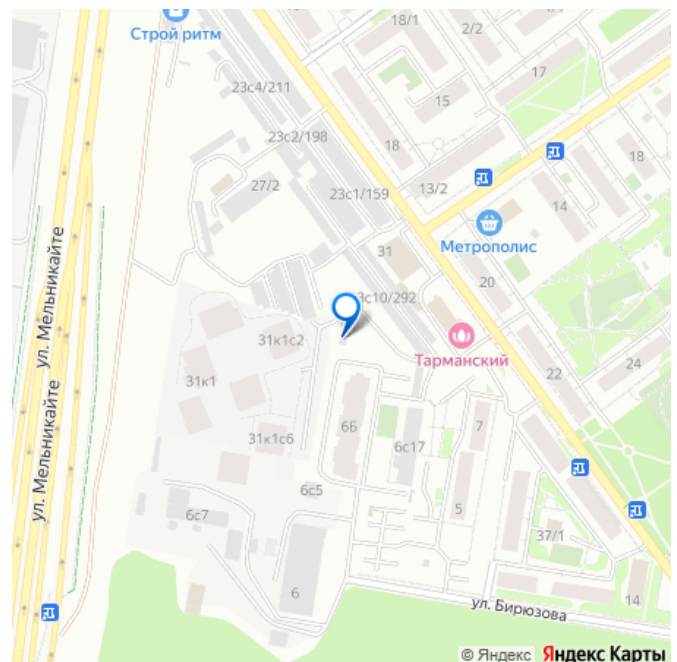 18/1
2/2
Строй ритм
17
23с4/211
15
23с2/198
18
18
27/2
23с1/159
13/2
14
ул. Мельникайте
31
Метрополис
20
3с10/292
31к1с2
Тарманский
24
22
31к1
ул. Мельникайте
6Б
7
31к1с6
6с17
6с5
5
6с7
37/1
6
14
ул. Бирюзова
© Яндекс Яндекс Карты